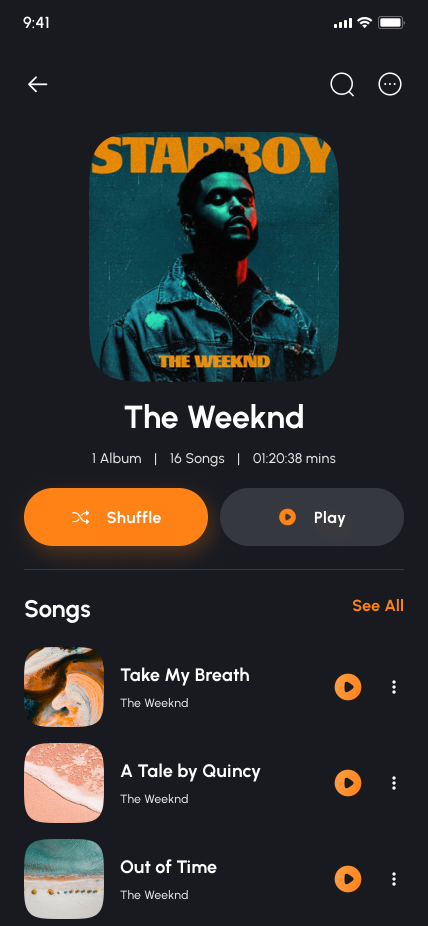 9:41
STARBOY
THE WEEKND
The Weeknd
1 Album | 16 Songs | 01:20:38 mins
Shuffle
Play
Songs
See All
Take My Breath
The Weeknd
A Tale by Quincy
The Weeknd
Out of Time
The Weeknd